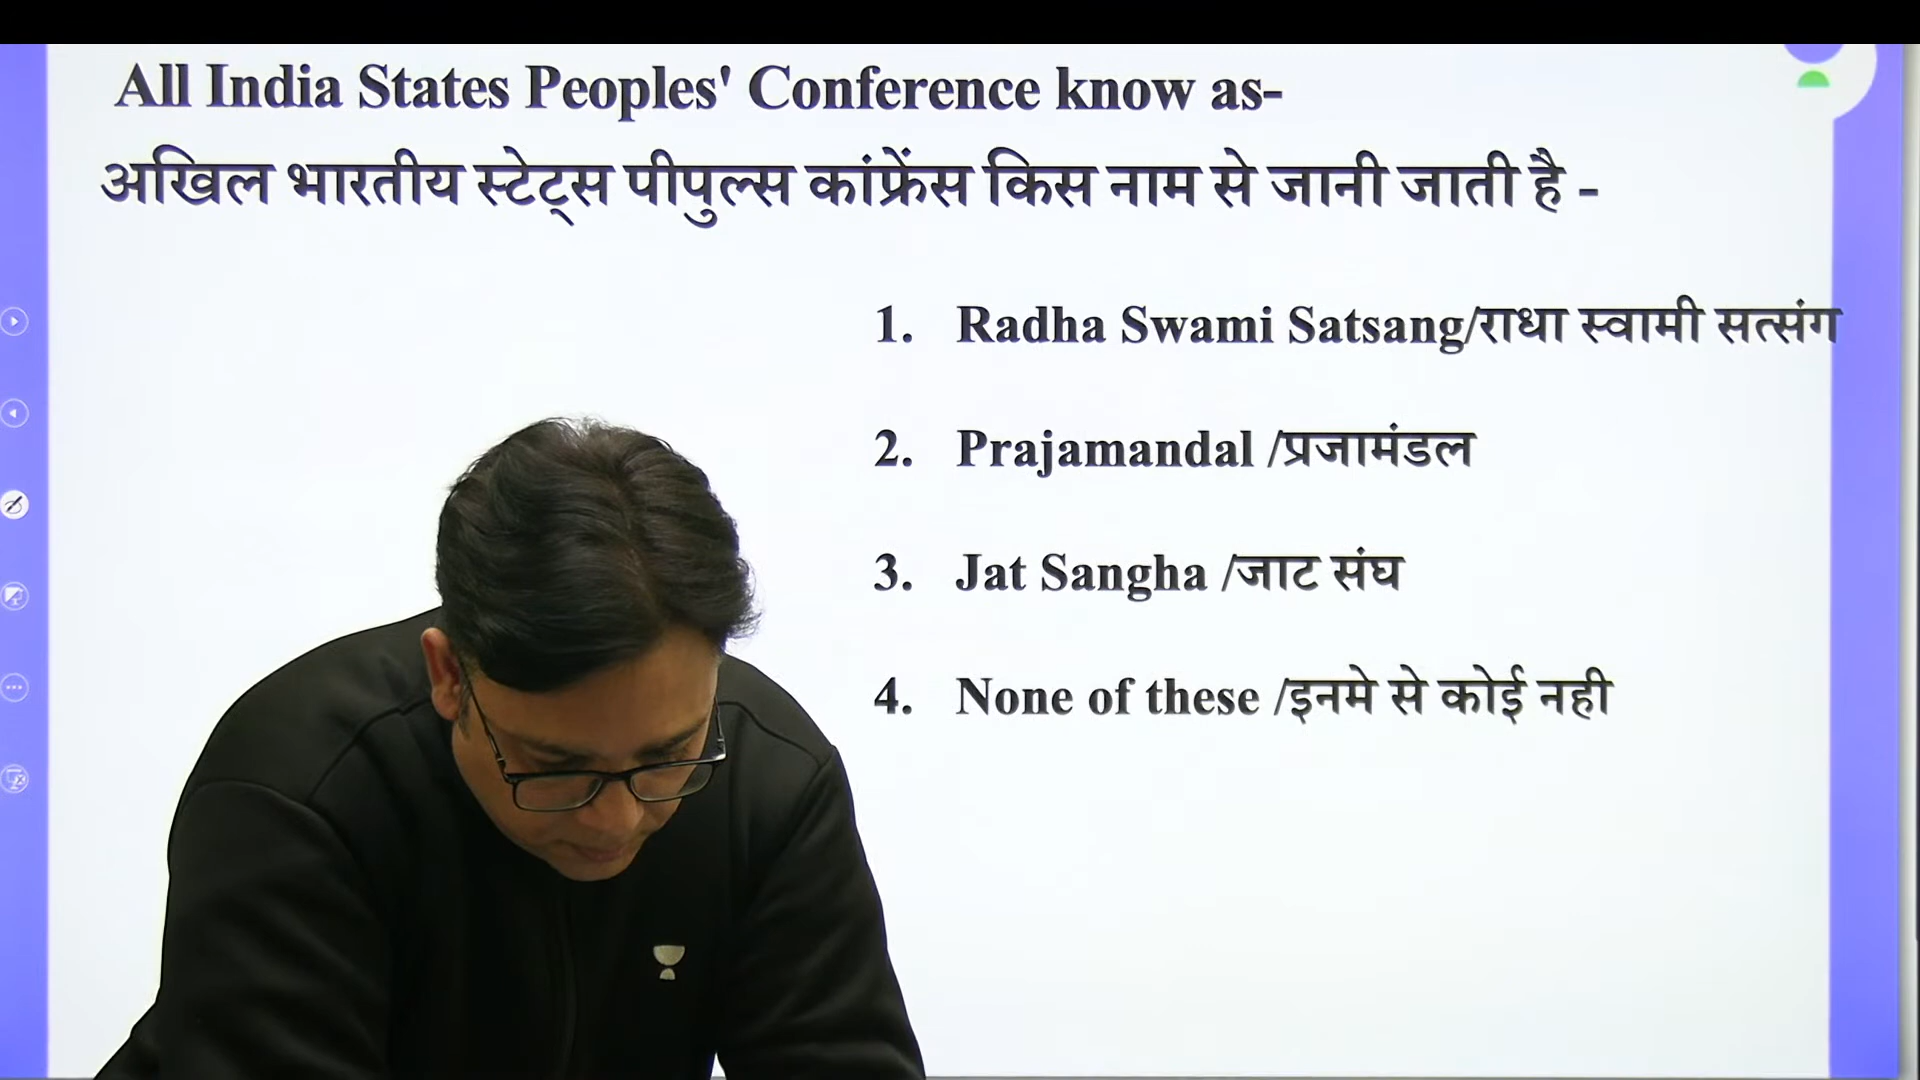 All India States Peoples' Conference know as-
अखिल भारतीय स्टेट्स पीपुल्स कांफ्रेंस किस नाम से जानी जाती है -
1. Radha Swami Satsang/राधा स्वामी सत्संग
2. Prajamandal /प्रजामंडल
3. Jat Sangha /जाट संघ
4. None of these /इनमे से कोई नही